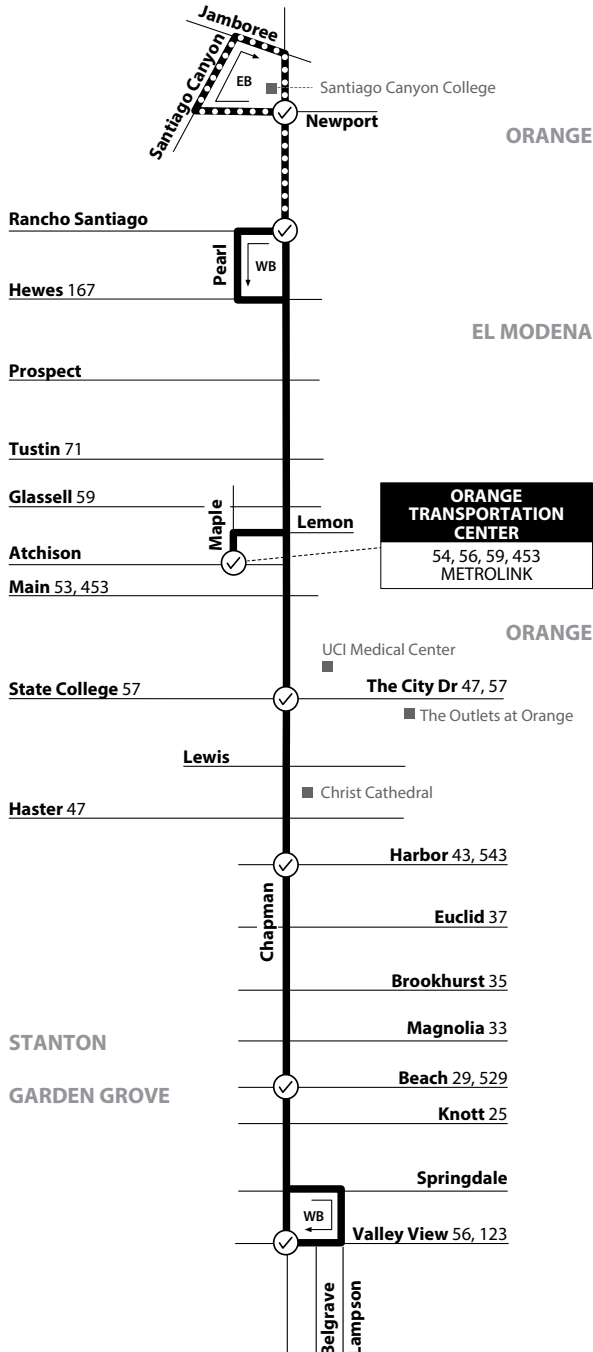 Jamboree
Santiago Canyon
EB
Santiago Canyon College
Newport
ORANGE
Rancho Santiago
Pearl
WB
Hewes 167
EL MODENA
Prospect
Tustin 71
Glassell 59
Maple
Lemon
ORANGE
TRANSPORTATION
CENTER
54, 56, 59, 453
METROLINK
Atchison
Main 53, 453
ORANGE
UCI Medical Center
State College 57
The City Dr 47, 57
The Outlets at Orange
Lewis
Christ Cathedral
Haster 47
Harbor 43, 543
Chapman
Euclid 37
Brookhurst 35
Magnolia 33
STANTON
Beach 29, 529
GARDEN GROVE
Knott 25
Springdale
WB
Valley View 56, 123
Belgrave
Lampson